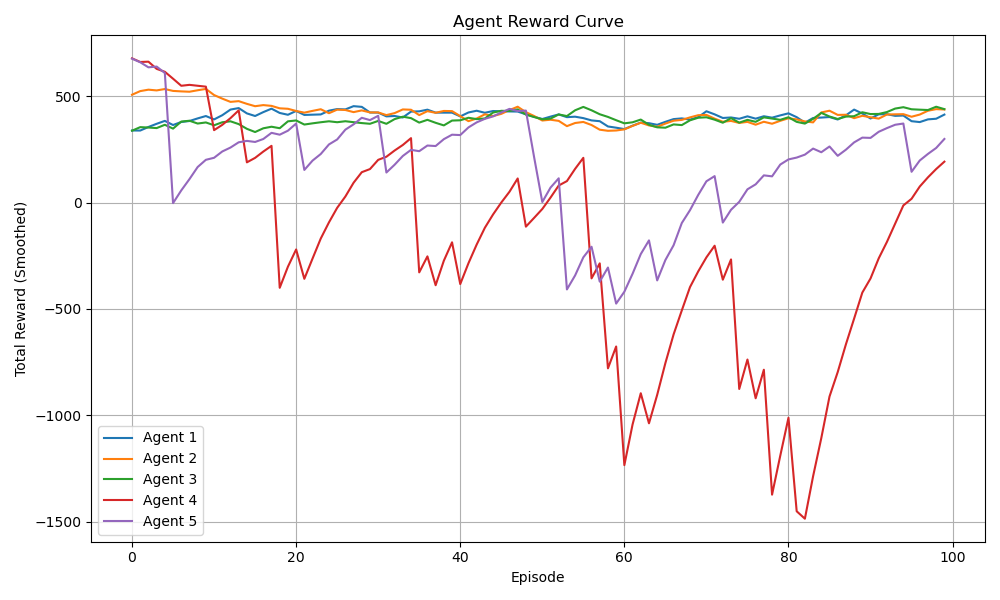 Agent Reward Curve
Total Reward (Smoothed)
500
0
−500
−1000
−1500
Agent 1
Agent 2
Agent 3
Agent 4
Agent 5
0 20 40 60 80 100
Episode